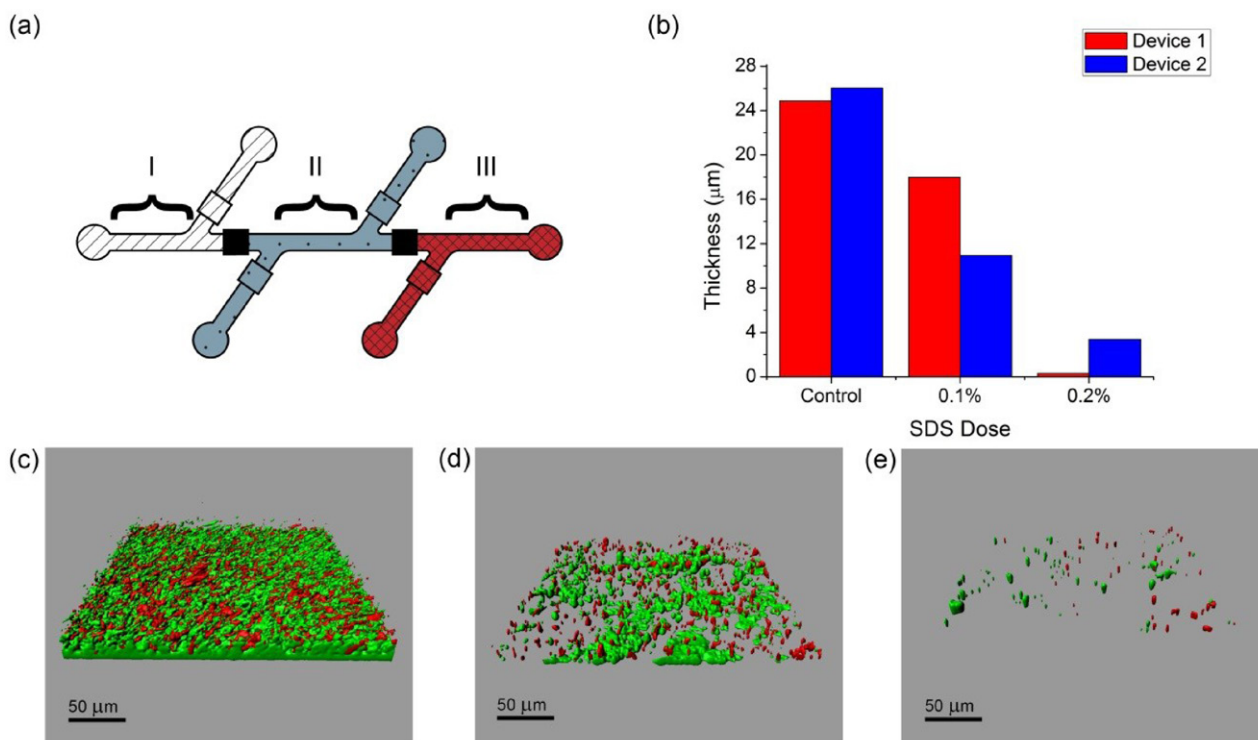 (a)
I II III
(b)
Device 1
Device 2
28
24
20
16
12
8
4
0
Thickness (μm)
Control 0.1% 0.2%
SDS Dose
(c)
50 μm
(d)
50 μm
(e)
50 μm